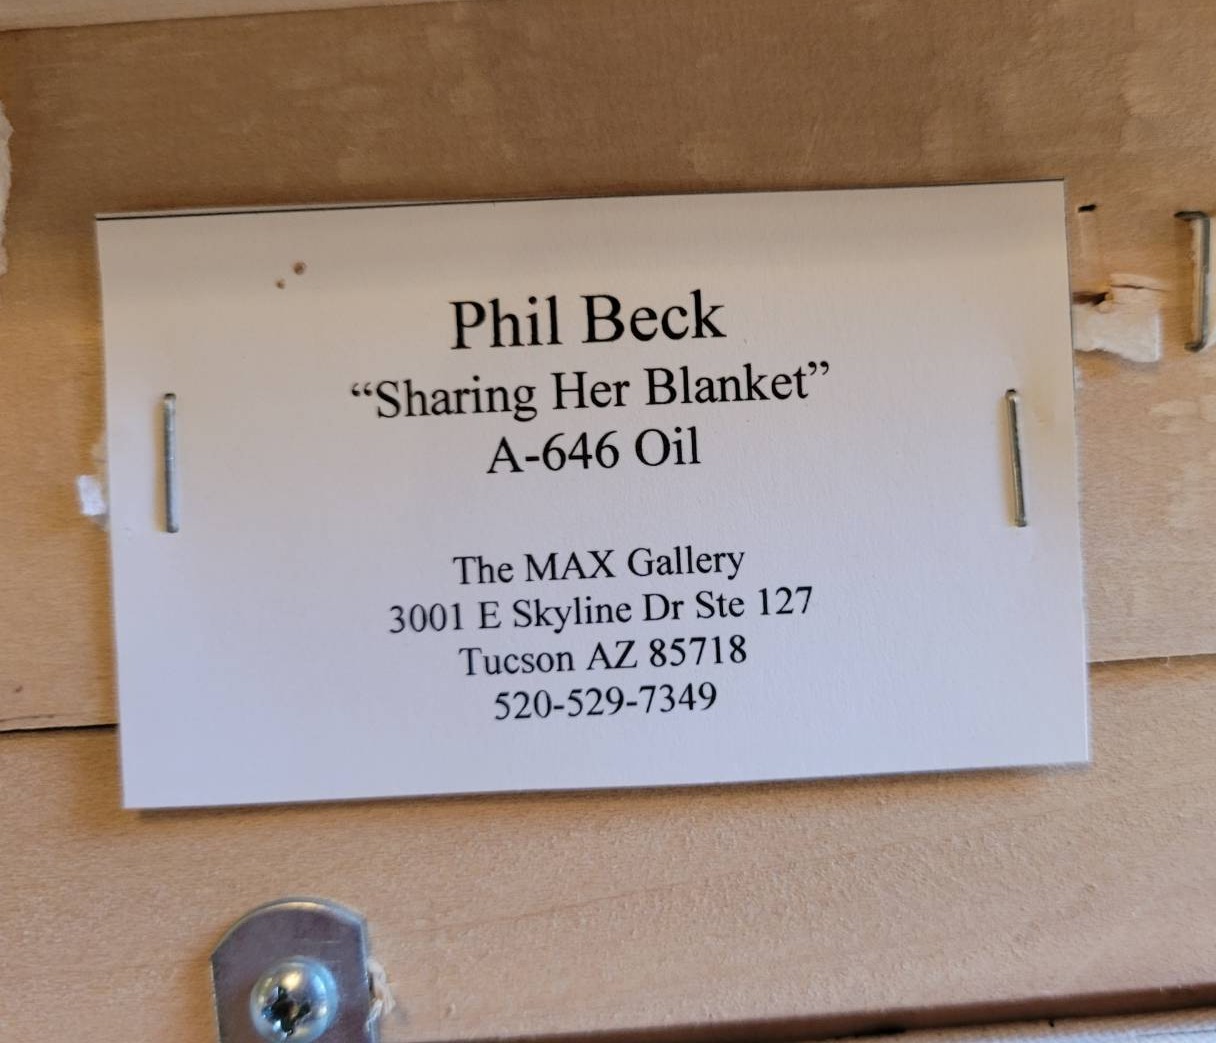 Phil Beck
“Sharing Her Blanket”
A-646 Oil
The MAX Gallery
3001 E Skyline Dr Ste 127
Tucson AZ 85718
520-529-7349